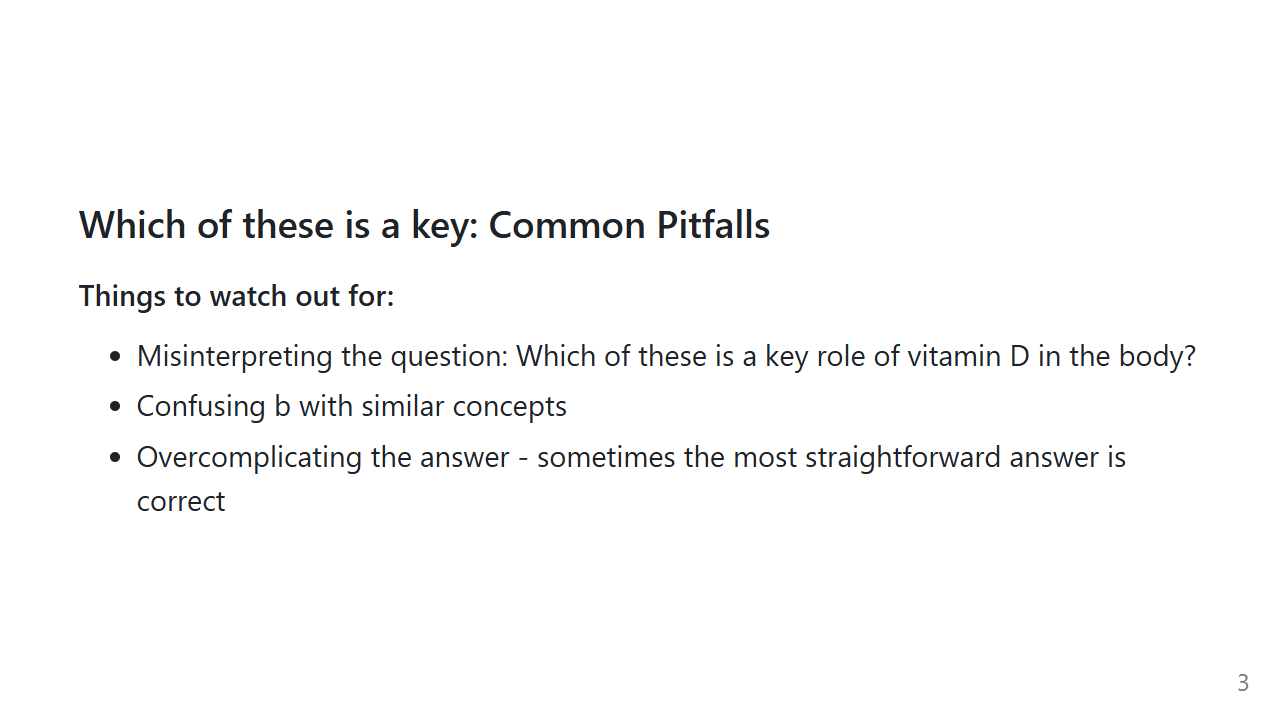 Which of these is a key: Common Pitfalls
Things to watch out for:
• Misinterpreting the question: Which of these is a key role of vitamin D in the body?
• Confusing b with similar concepts
• Overcomplicating the answer - sometimes the most straightforward answer is
correct
3